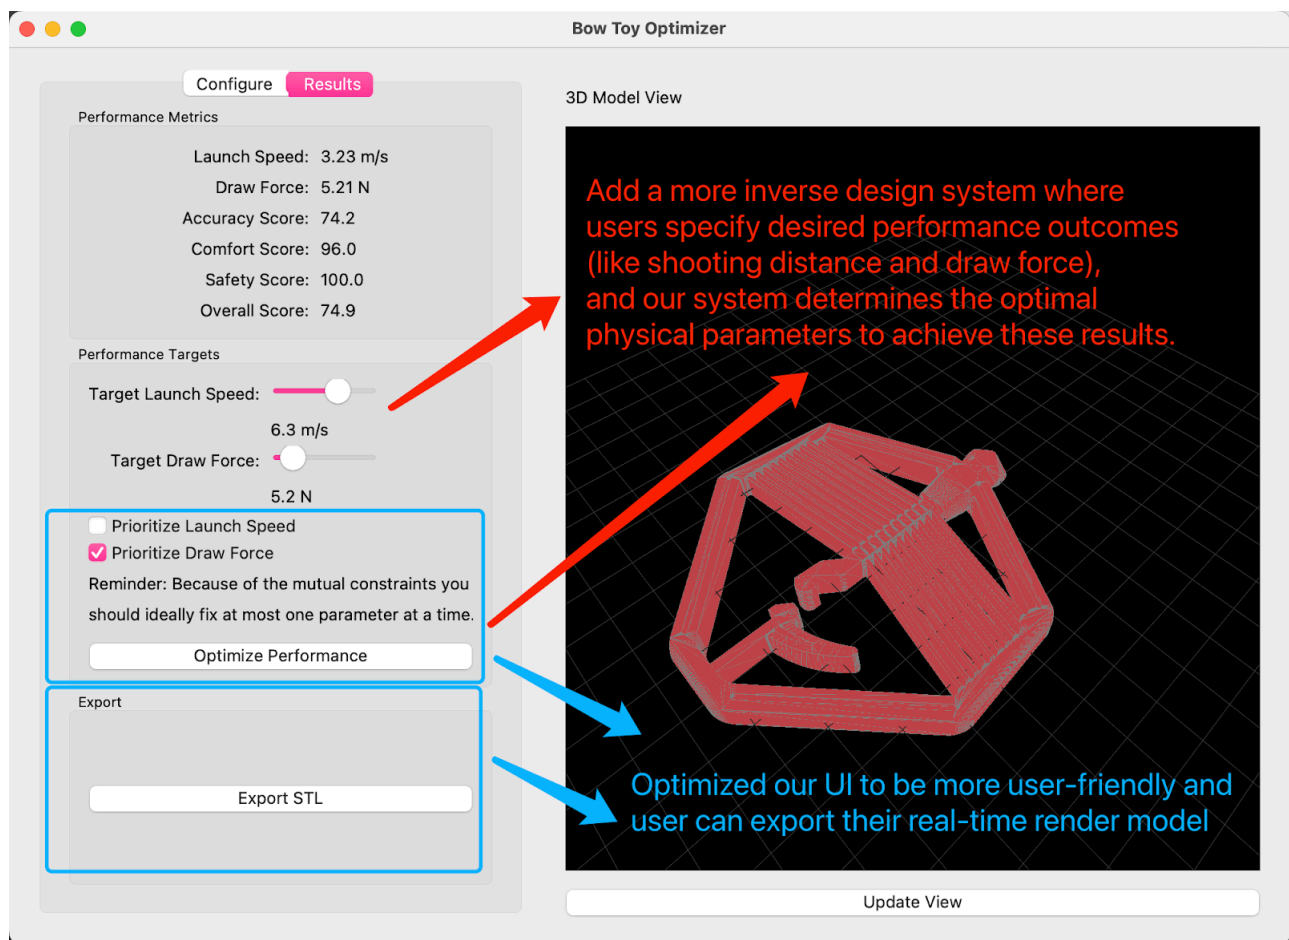 Bow Toy Optimizer
Configure
Results
Performance Metrics
Launch Speed: 3.23 m/s
Draw Force: 5.21 N
Accuracy Score: 74.2
Comfort Score: 96.0
Safety Score: 100.0
Overall Score: 74.9
Performance Targets
Target Launch Speed:
6.3 m/s
Target Draw Force:
5.2 N
Prioritize Launch Speed
Prioritize Draw Force
Reminder: Because of the mutual constraints you
should ideally fix at most one parameter at a time.
Optimize Performance
Export
Export STL
3D Model View
Add a more inverse design system where
users specify desired performance outcomes
(like shooting distance and draw force),
and our system determines the optimal
physical parameters to achieve these results.
Optimized our UI to be more user-friendly and
user can export their real-time render model
Update View